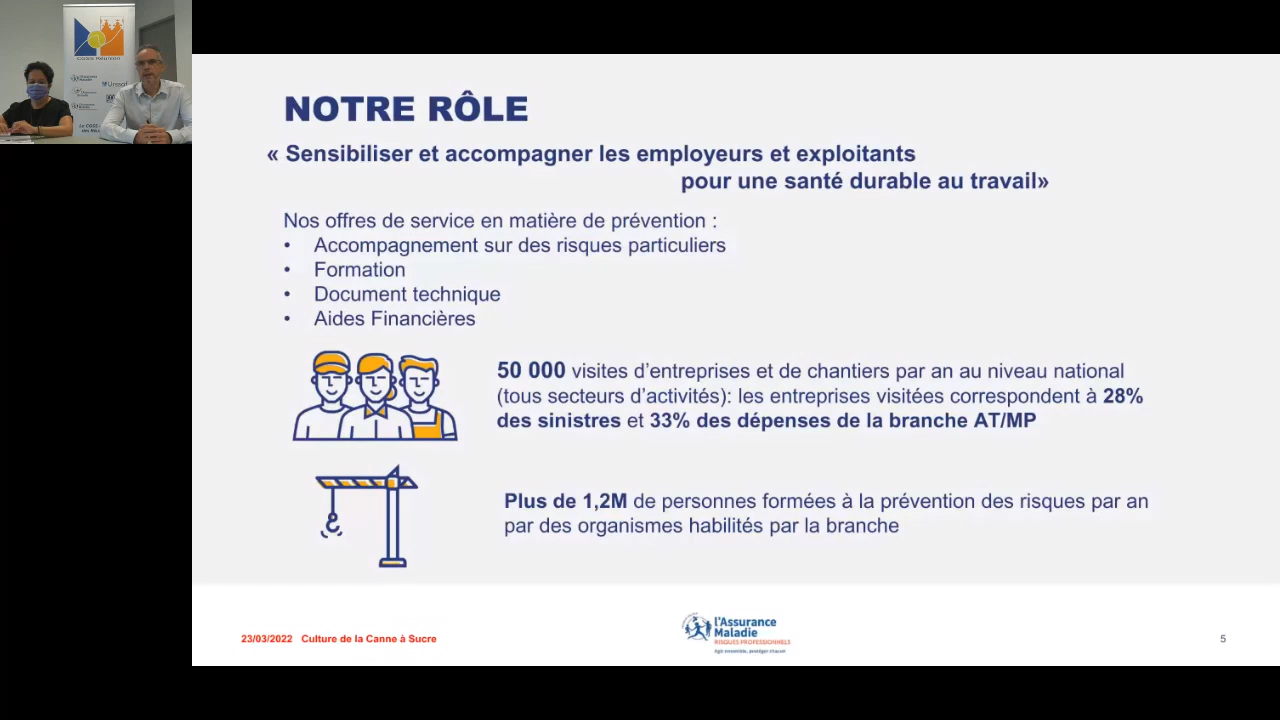 NOTRE RÔLE
« Sensibiliser et accompagner les employeurs et exploitants
pour une santé durable au travail»
Nos offres de service en matière de prévention :
• Accompagnement sur des risques particuliers
• Formation
• Document technique
• Aides Financières
50 000 visites d’entreprises et de chantiers par an au niveau national
(tous secteurs d’activités): les entreprises visitées correspondent à 28%
des sinistres et 33% des dépenses de la branche AT/MP
Plus de 1,2M de personnes formées à la prévention des risques par an
par des organismes habilités par la branche
23/03/2022 Culture de la Canne à Sucre
l'Assurance
Maladie
RISQUES PROFESSIONNELS
Agir ensemble, protéger chacun
5